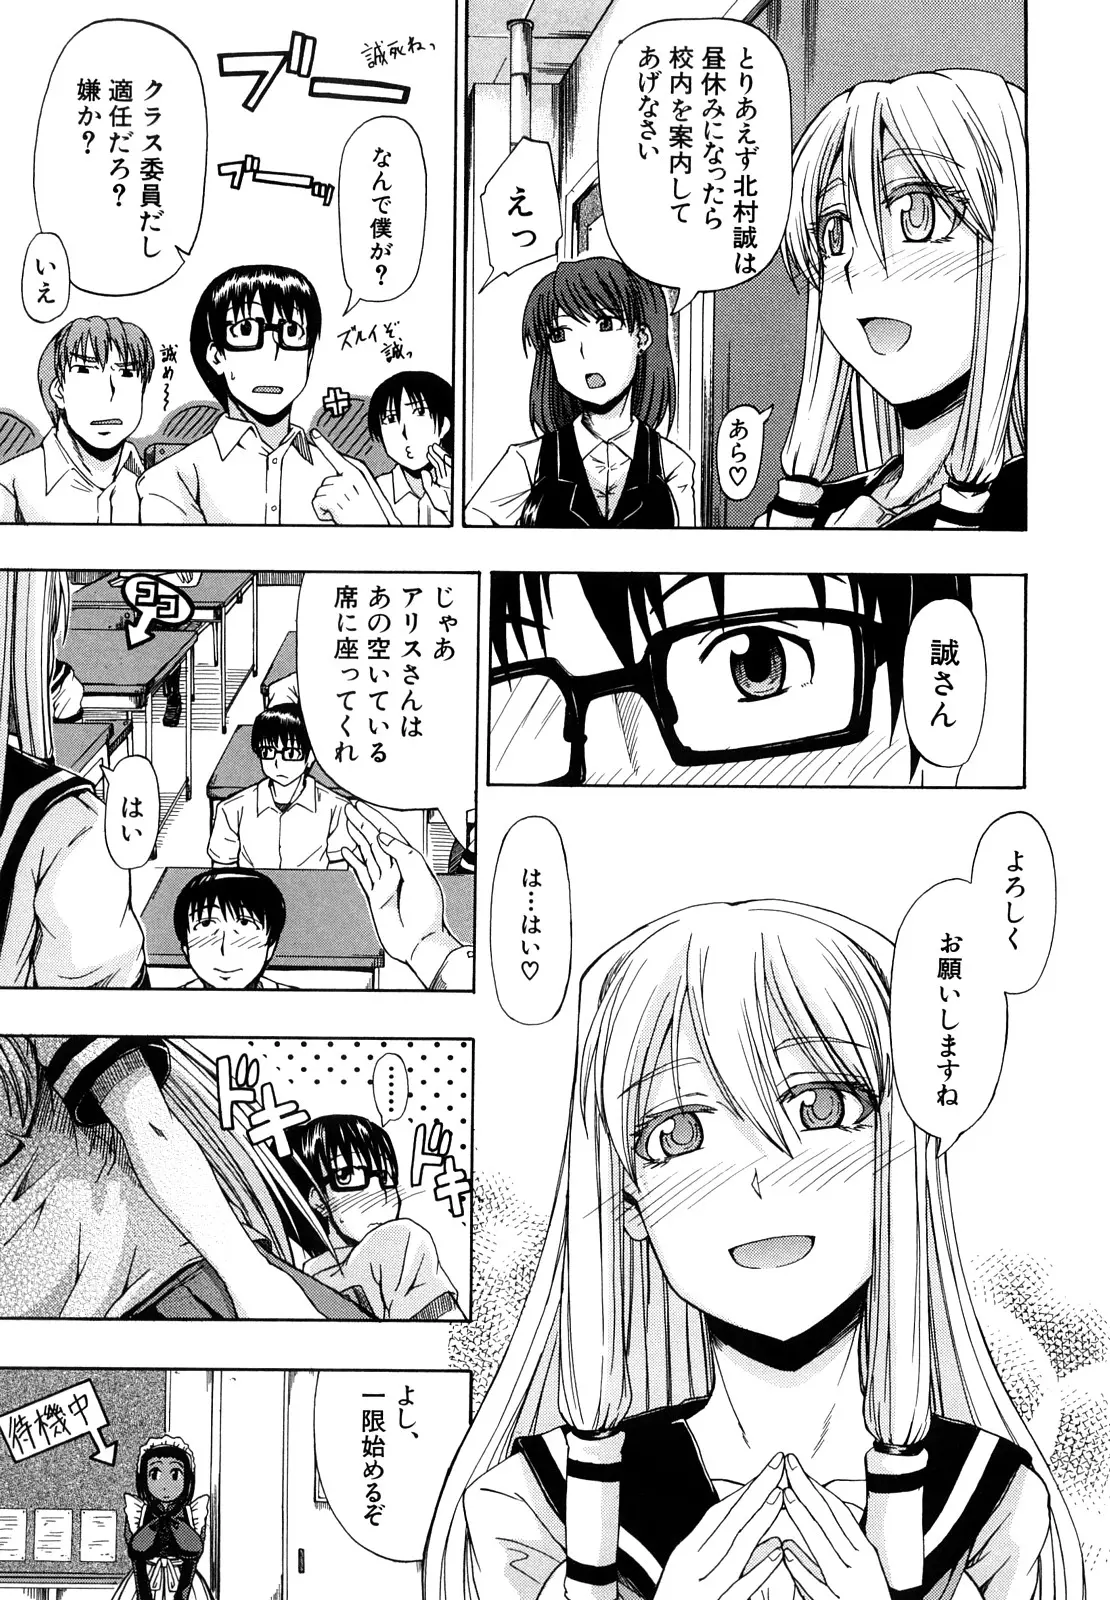 とりあえず北村誠は
昼休みになったら
校内を案内して
あげなさい
えっ
あら♡
ブーー
ブーーッ
誠死ねっ
なんで僕が？
クラス委員だし
適任だろ？
嫌か？
いえ
ズルイぞ
誠っ
誠め〜
誠さん
よろしく
お願いしますね
は…はい♡
じゃあ
アリスさんは
あの空いている
席に座ってくれ
ココ
はい
………
ドキ
ドキ
よし、
一限始めるぞ
待機中